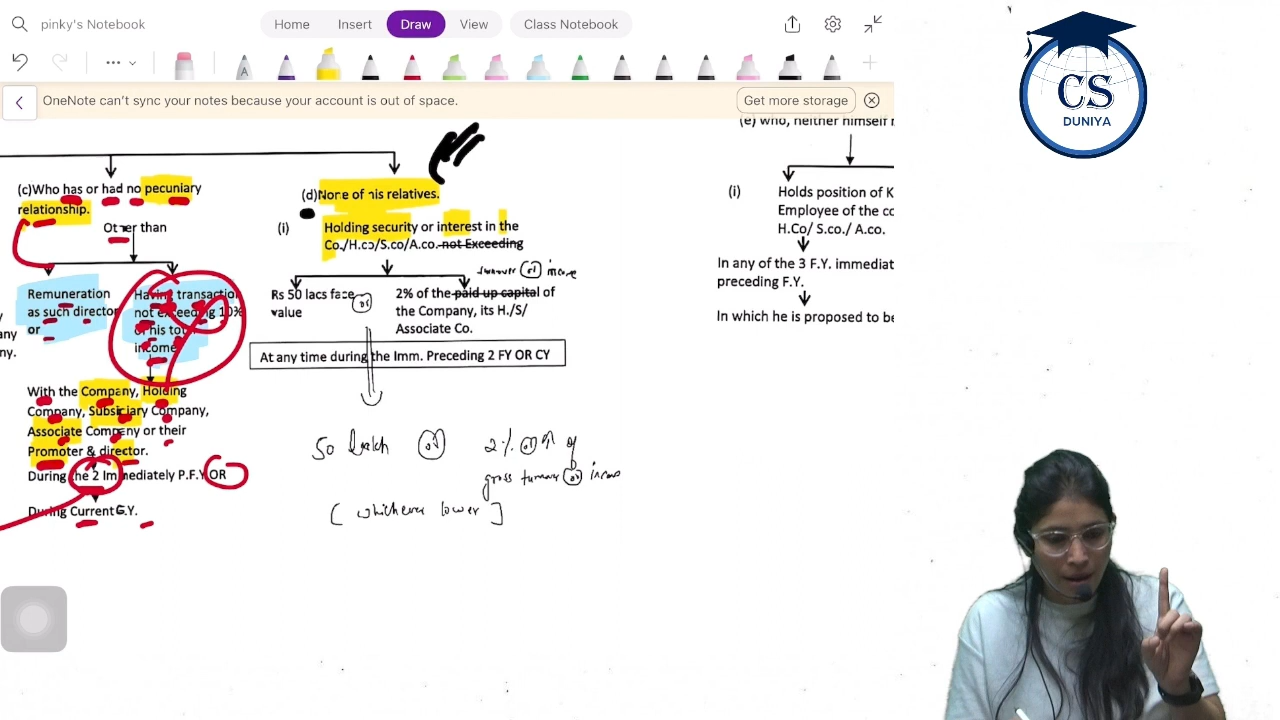 pinky's Notebook
Home Insert Draw View Class Notebook
OneNote can't sync your notes because your account is out of space.
Get more storage
CS
DUNIYA
(c)Who has or had no pecuniary
relationship.
Other than
Remuneration
as such director
or
Having transaction
not exceeding 10%
of his total
income
With the Company, Holding
Company, Subsidiary Company,
Associate Company or their
Promoter & director.
During the 2 Immediately P.F.Y OR
During Current F.Y.
any
ny.
(d)None of his relatives.
(i) Holding security or interest in the
Co./H.co/S.co/A.co. not Exceeding
turnover or income
Rs 50 lacs face
value
or
2% of the paid up capital of
the Company, its H./S/
Associate Co.
At any time during the Imm. Preceding 2 FY OR CY
50 lakh or 2% of
gross turnover or income
[ whichever lower ]
(e) who, neither himself
(i) Holds position of K
Employee of the co
H.Co/ S.co./ A.co.
In any of the 3 F.Y. immediat
preceding F.Y.
In which he is proposed to be